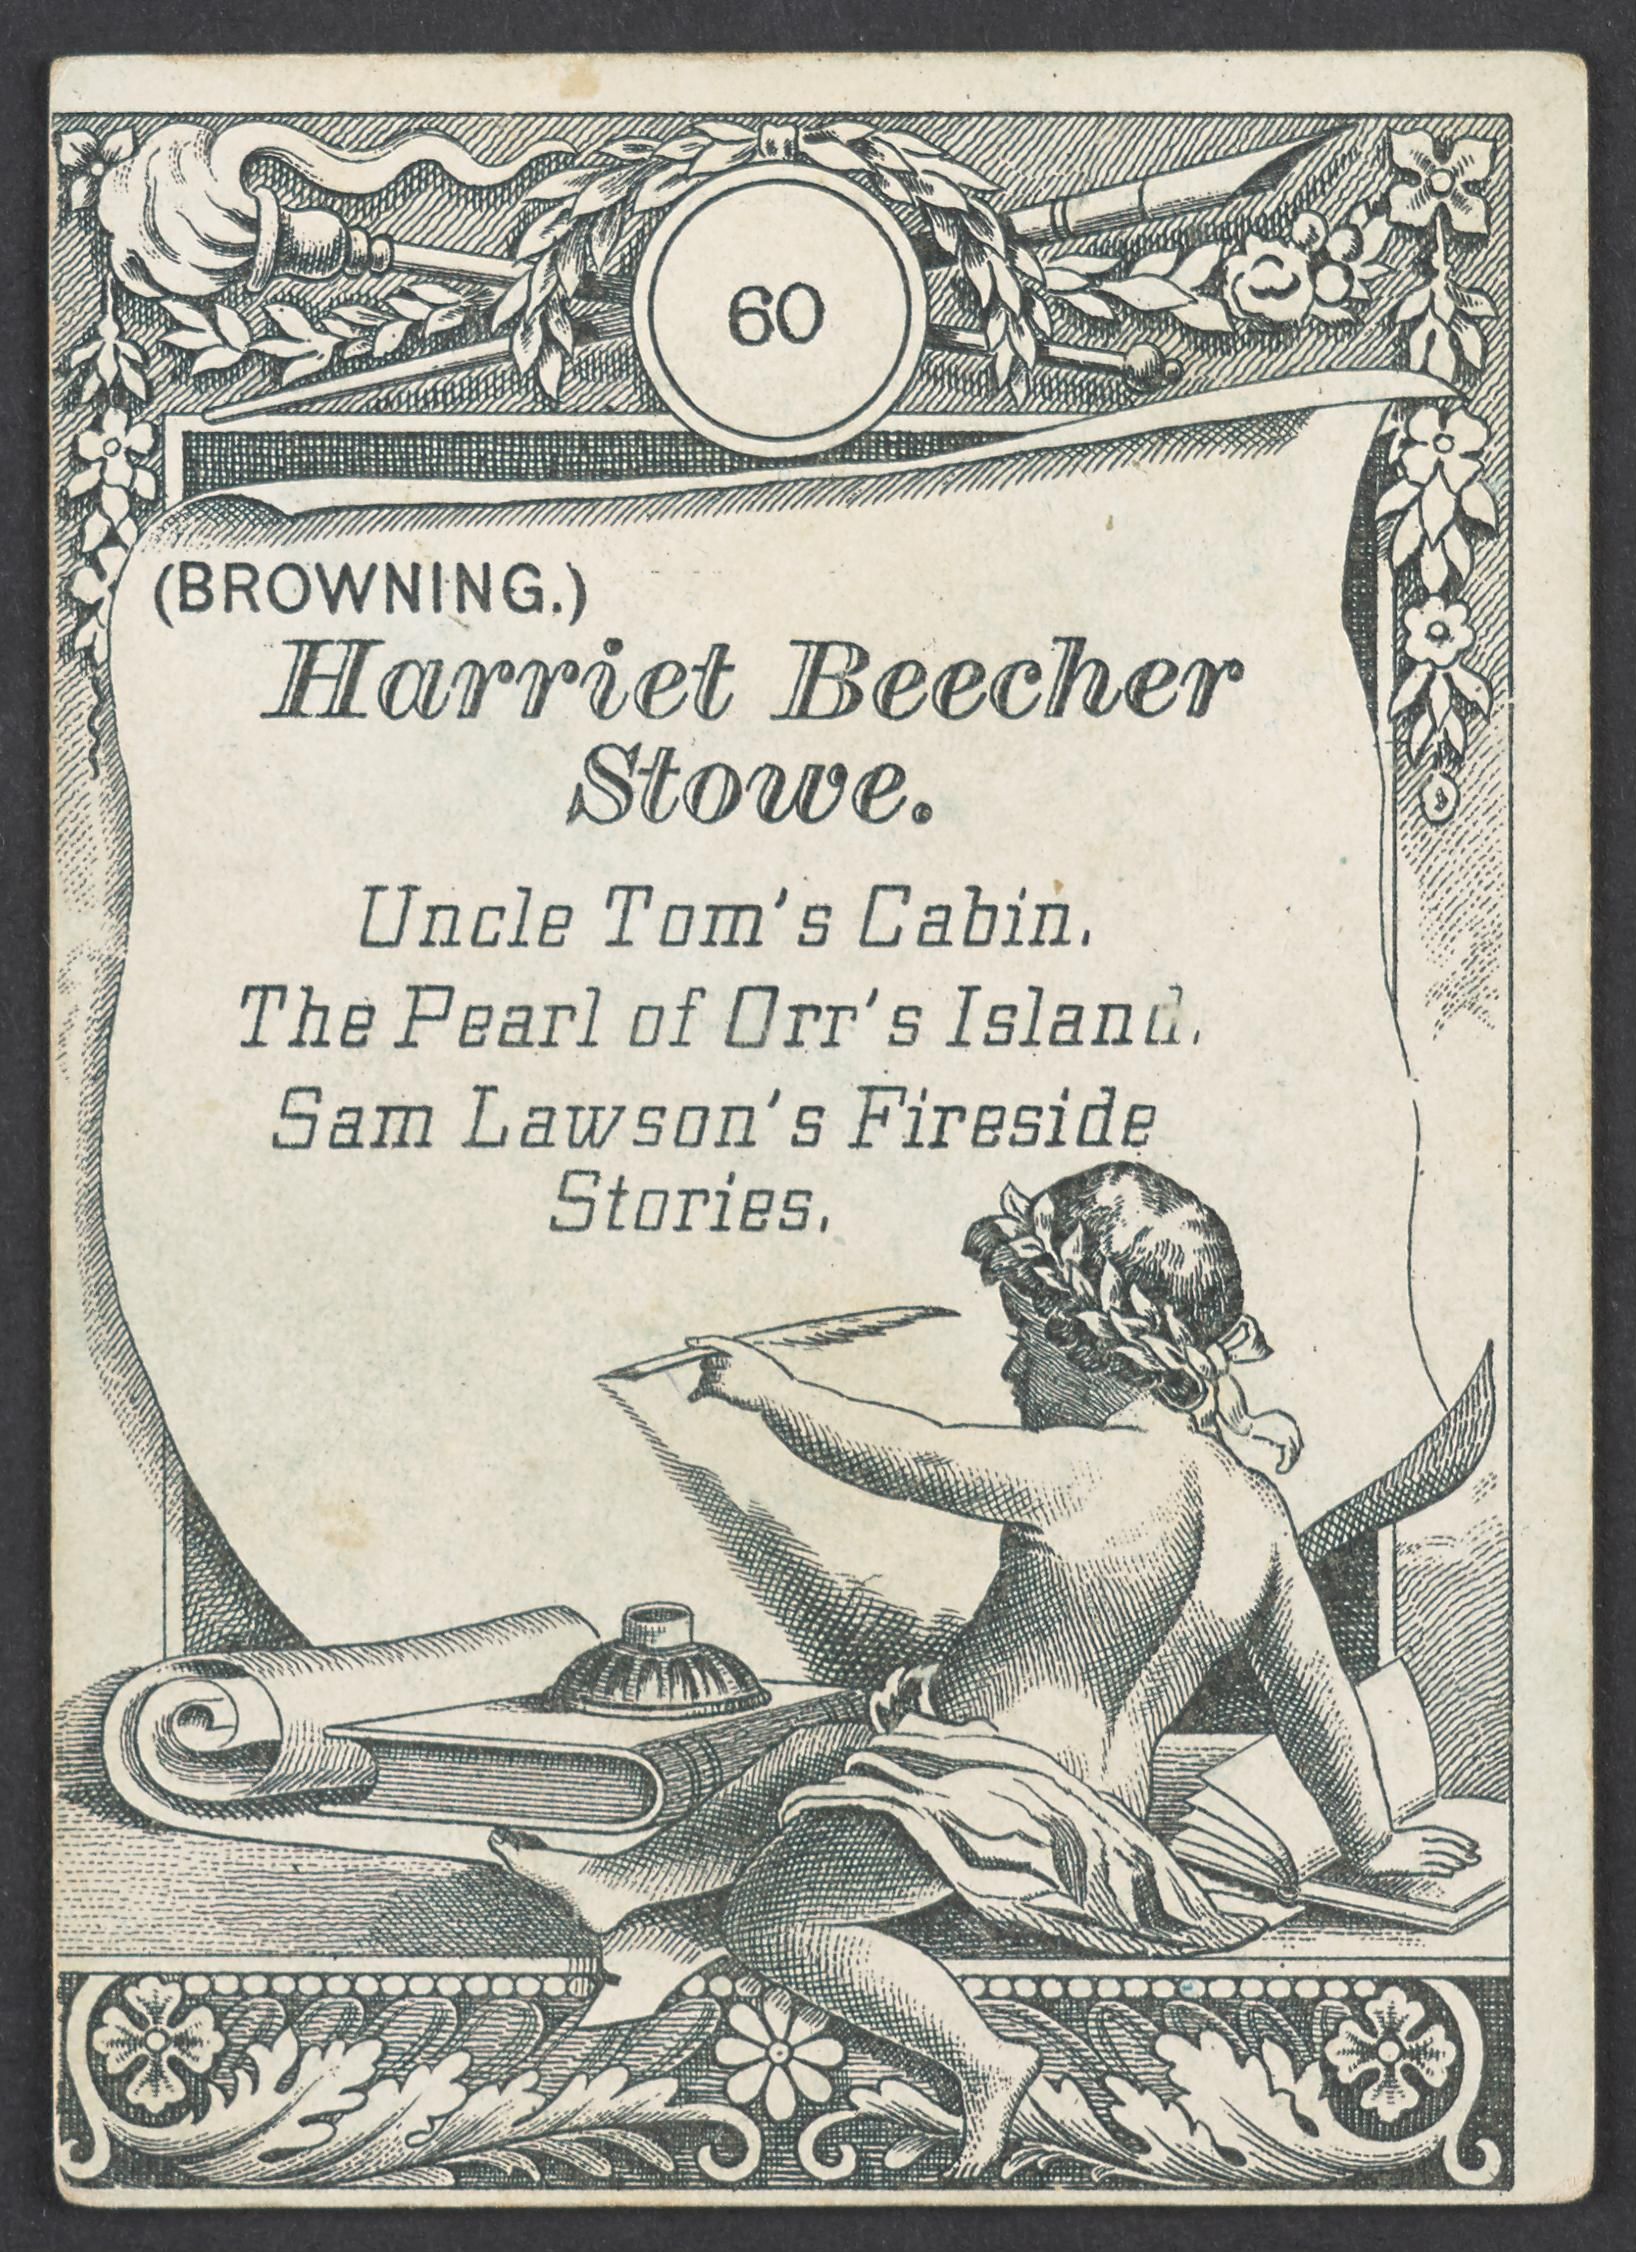 60
(BROWNING.)
Harriet Beecher
Stowe.
Uncle Tom's Cabin.
The Pearl of Orr's Island.
Sam Lawson's Fireside
Stories.